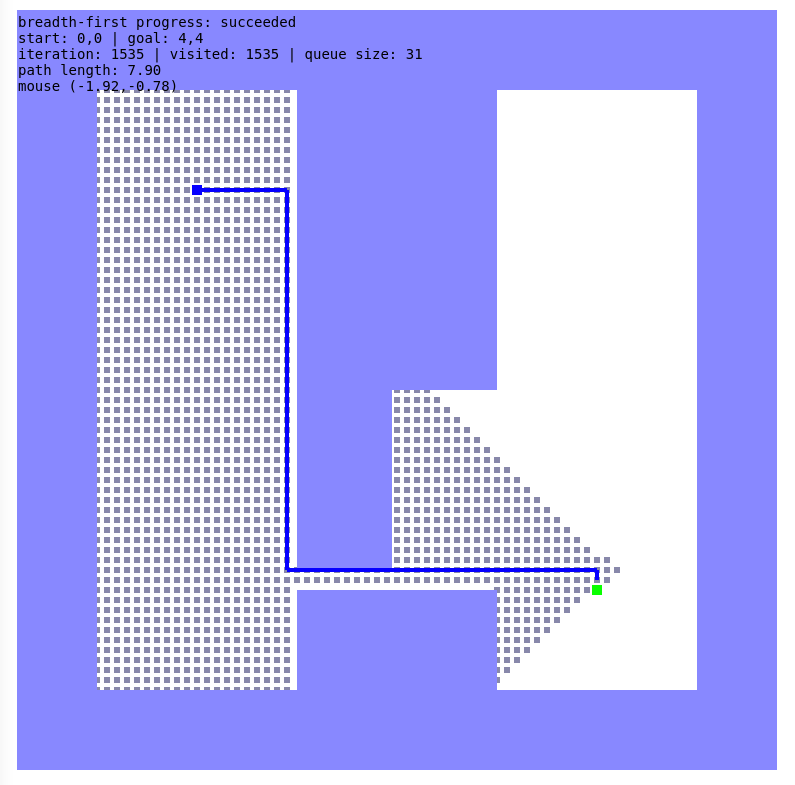 breadth-first progress: succeeded
start: 0,0 | goal: 4,4
iteration: 1535 | visited: 1535 | queue size: 31
path length: 7.90
mouse (-1.92,-0.78)